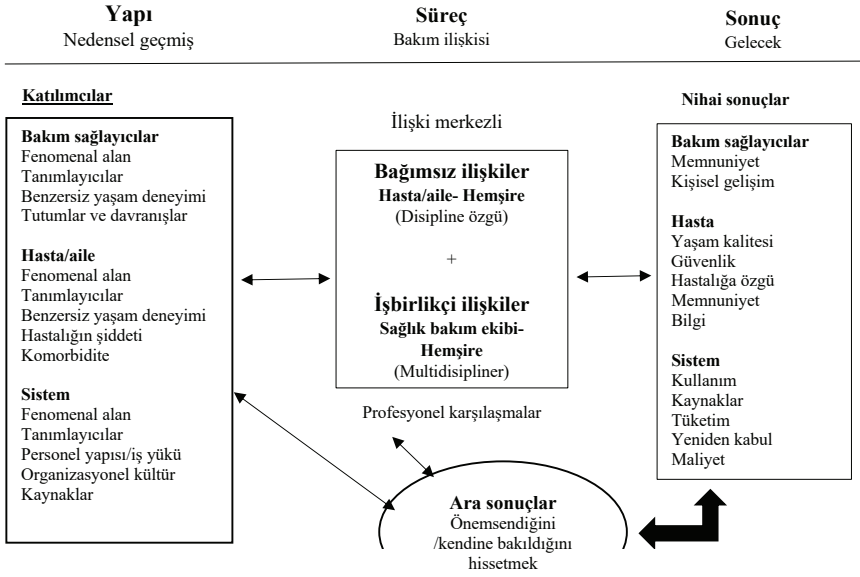 Yapı
Nedensel geçmiş
Süreç
Bakım ilişkisi
Sonuç
Gelecek
Katılımcılar
Bakım sağlayıcılar
Fenomenal alan
Tanımlayıcılar
Benzersiz yaşam deneyimi
Tutumlar ve davranışlar
Hasta/aile
Fenomenal alan
Tanımlayıcılar
Benzersiz yaşam deneyimi
Hastalığın şiddeti
Komorbidite
Sistem
Fenomenal alan
Tanımlayıcılar
Personel yapısı/iş yükü
Organizasyonel kültür
Kaynaklar
İlişki merkezli
Bağımsız ilişkiler
Hasta/aile- Hemşire
(Disipline özgü)
+
İşbirlikçi ilişkiler
Sağlık bakım ekibi-
Hemşire
(Multidisipliner)
Profesyonel karşılaşmalar
Ara sonuçlar
Önemsendiğini
/kendine bakıldığını
hissetmek
Nihai sonuçlar
Bakım sağlayıcılar
Memnuniyet
Kişisel gelişim
Hasta
Yaşam kalitesi
Güvenlik
Hastalığa özgü
Memnuniyet
Bilgi
Sistem
Kullanım
Kaynaklar
Tüketim
Yeniden kabul
Maliyet